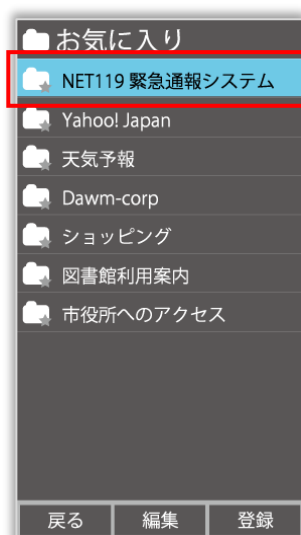 お気に入り
NET119 緊急通報システム
Yahoo! Japan
天気予報
Dawm-corp
ショッピング
図書館利用案内
市役所へのアクセス
戻る 編集 登録